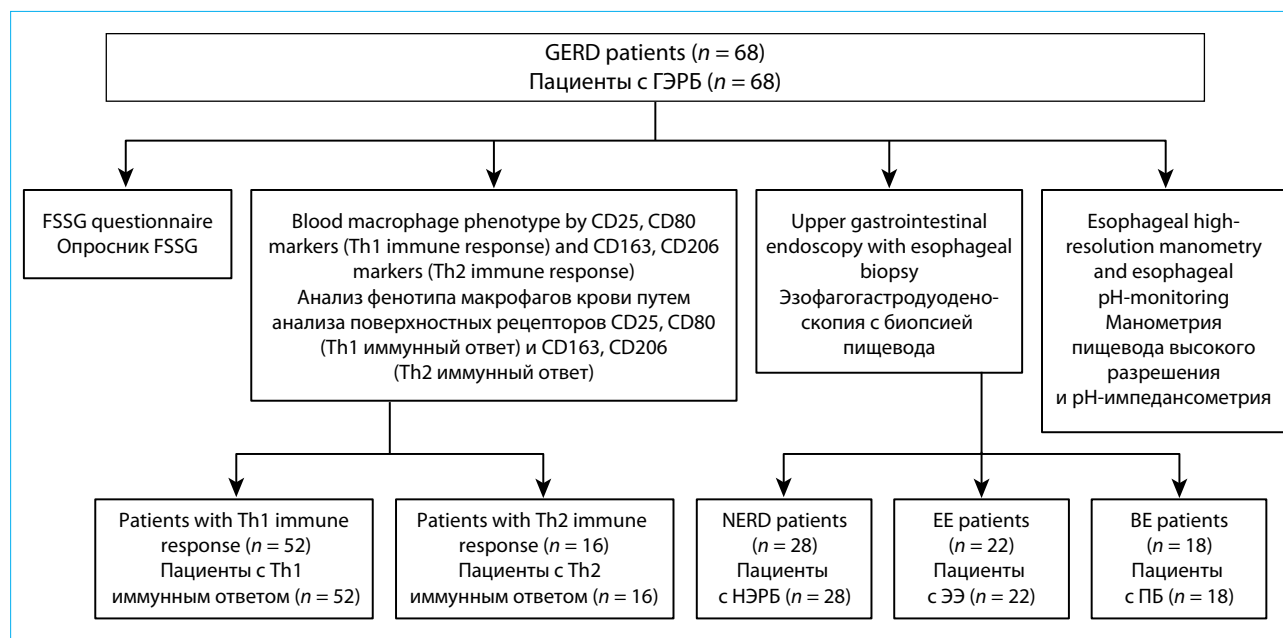 GERD patients (n = 68)
Пациенты с ГЭРБ (n = 68)
FSSG questionnaire
Опросник FSSG
Blood macrophage phenotype by CD25, CD80
markers (Th1 immune response) and CD163, CD206
markers (Th2 immune response)
Анализ фенотипа макрофагов крови путем
анализа поверхностных рецепторов CD25, CD80
(Th1 иммунный ответ) и CD163, CD206
(Th2 иммунный ответ)
Upper gastrointestinal
endoscopy with esophageal
biopsy
Эзофагогастродуодено-
скопия с биопсией
пищевода
Esophageal high-
resolution manometry
and esophageal
pH-monitoring
Манометрия
пищевода высокого
разрешения
и pH-импедансометрия
Patients with Th1 immune
response (n = 52)
Пациенты с Th1
иммунным ответом (n = 52)
Patients with Th2 immune
response (n = 16)
Пациенты с Th2
иммунным ответом (n = 16)
NERD patients
(n = 28)
Пациенты
с НЭРБ (n = 28)
EE patients
(n = 22)
Пациенты
с ЭЭ (n = 22)
BE patients
(n = 18)
Пациенты
с ПБ (n = 18)